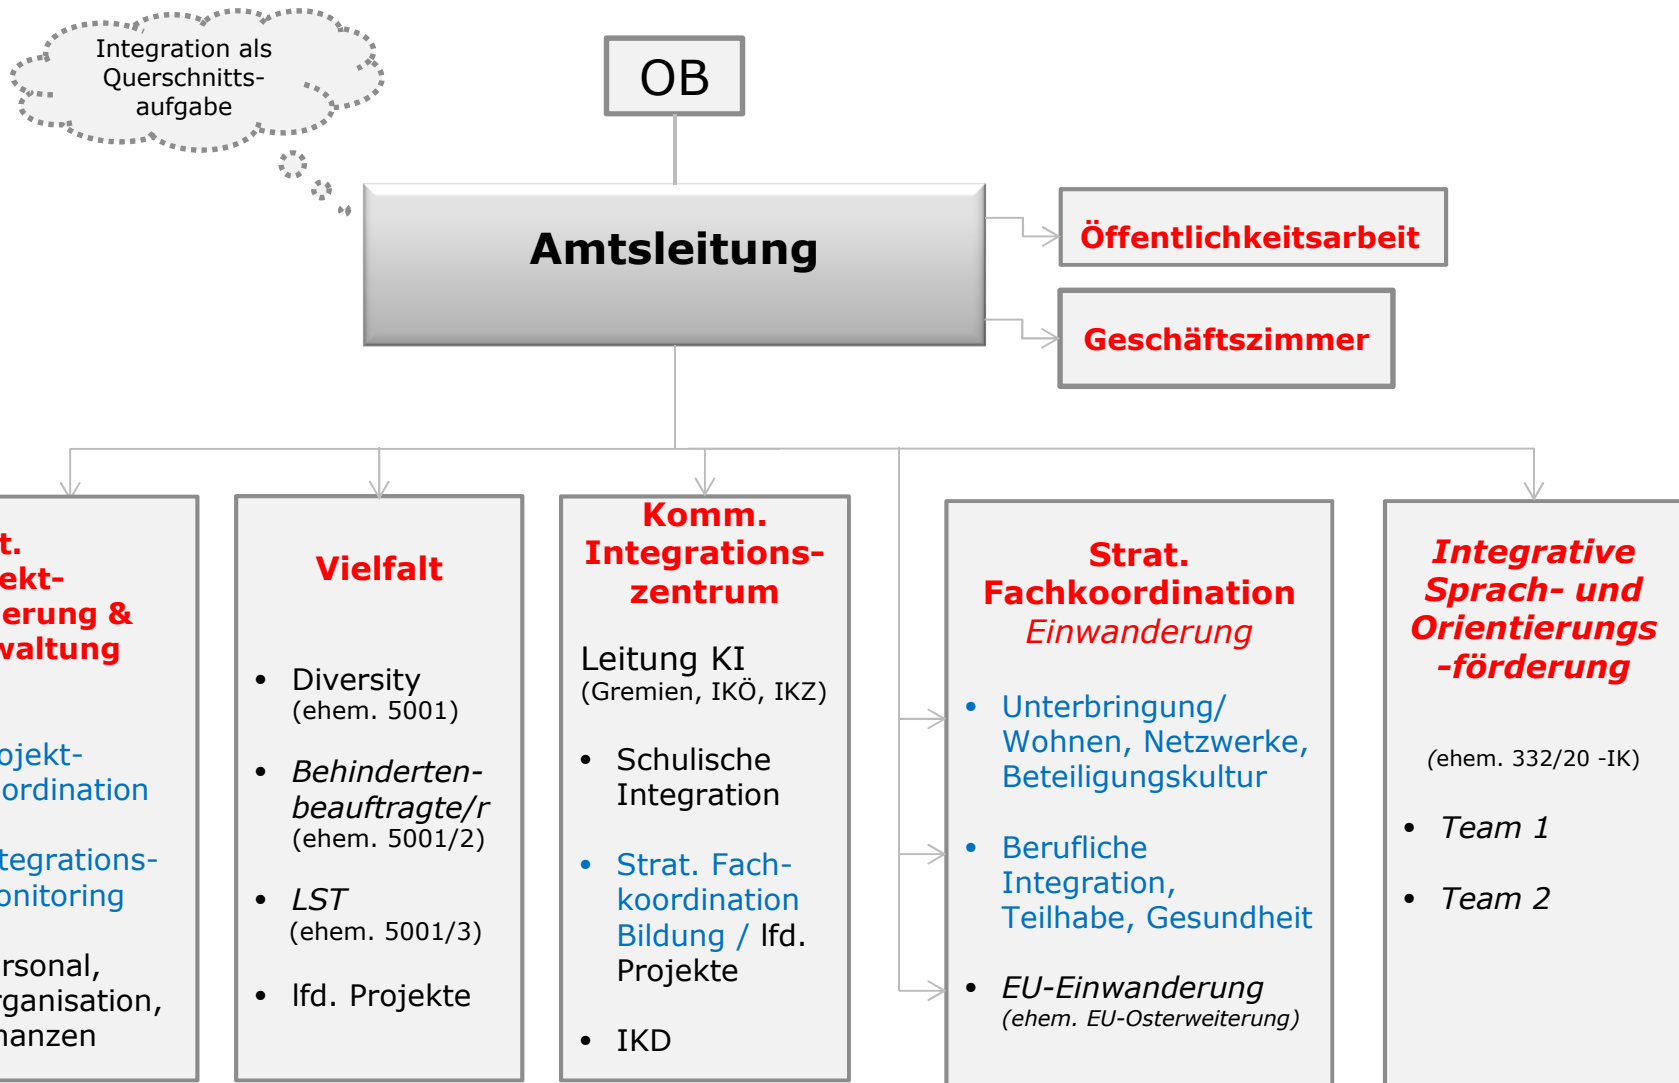 Integration als
Querschnitts-
aufgabe
OB
Amtsleitung
Öffentlichkeitsarbeit
Geschäftszimmer
&
Vielfalt
• Diversity
(ehem. 5001)
• Behinderten-
beauftragte/r
(ehem. 5001/2)
• LST
(ehem. 5001/3)
• lfd. Projekte
Komm.
Integrations-
zentrum
Leitung KI
(Gremien, IKÖ, IKZ)
• Schulische
Integration
• Strat. Fach-
koordination
Bildung / lfd.
Projekte
• IKD
Strat.
Fachkoordination
Einwanderung
• Unterbringung/
Wohnen, Netzwerke,
Beteiligungskultur
• Berufliche
Integration,
Teilhabe, Gesundheit
• EU-Einwanderung
(ehem. EU-Osterweiterung)
Integrative
Sprach- und
Orientierungs
-förderung
(ehem. 332/20 -IK)
• Team 1
• Team 2